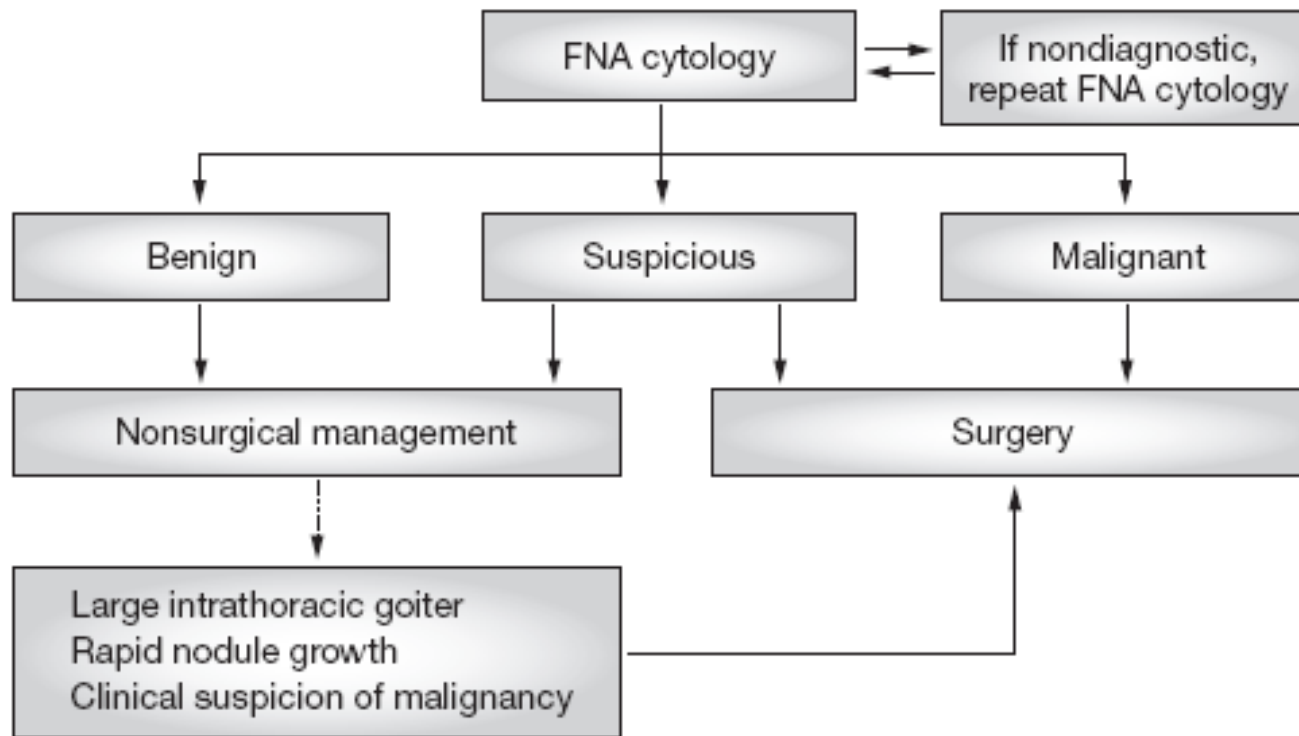 FNA cytology
If nondiagnostic,
repeat FNA cytology
Benign
Suspicious
Malignant
Nonsurgical management
Surgery
Large intrathoracic goiter
Rapid nodule growth
Clinical suspicion of malignancy